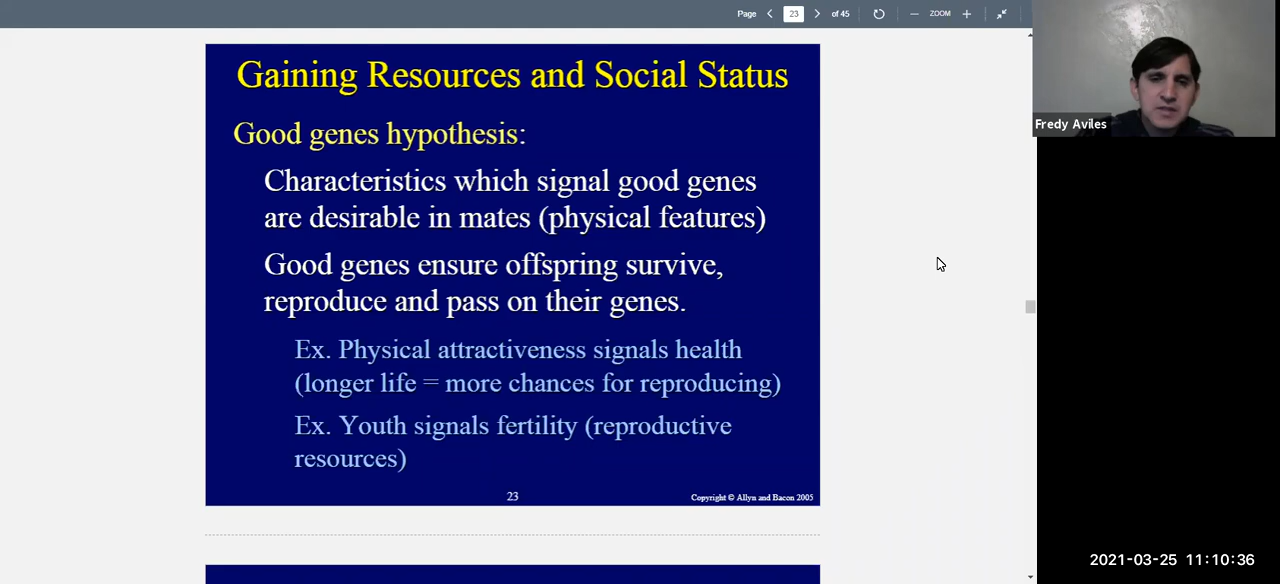 Page 23 of 45 ZOOM
Gaining Resources and Social Status
Good genes hypothesis:
Characteristics which signal good genes
are desirable in mates (physical features)
Good genes ensure offspring survive,
reproduce and pass on their genes.
Ex. Physical attractiveness signals health
(longer life = more chances for reproducing)
Ex. Youth signals fertility (reproductive
resources)
23
Copyright © Allyn and Bacon 2005
Fredy Aviles
2021-03-25 11:10:36